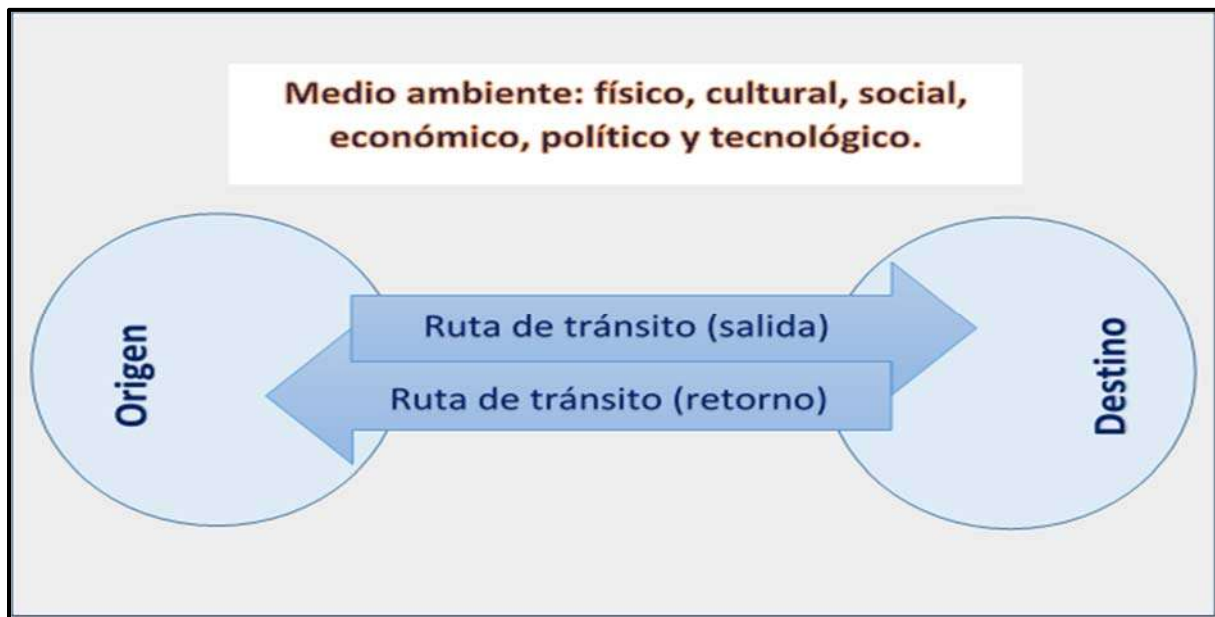 Medio ambiente: físico, cultural, social,
económico, político y tecnológico.
Origen
Ruta de tránsito (salida)
Ruta de tránsito (retorno)
Destino